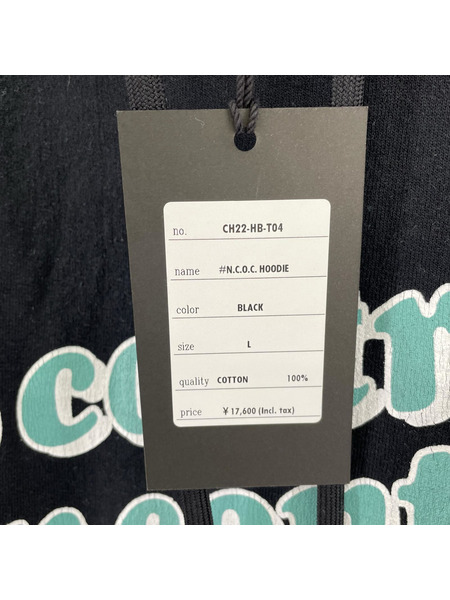 no. CH22-HB-T04
name #N.C.O.C. HOODIE
color BLACK
size L
quality COTTON 100%
price ¥17,600 (Incl. tax)